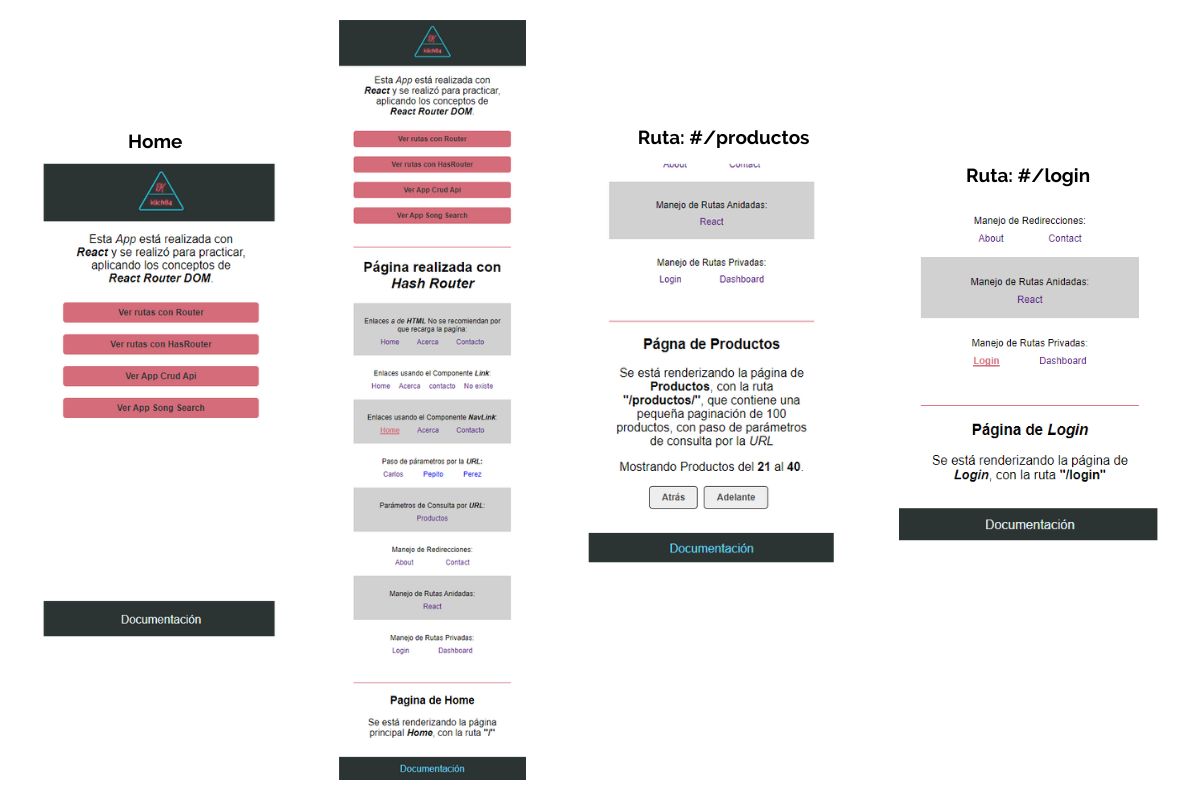 Home
kiich84
Esta App está realizada con
React y se realizó para practicar,
aplicando los conceptos de
React Router DOM.
Ver rutas con Router
Ver rutas con HasRouter
Ver App Crud Api
Ver App Song Search
Documentación
kiich84
Esta App está realizada con
React y se realizó para practicar,
aplicando los conceptos de
React Router DOM.
Ver rutas con Router
Ver rutas con HasRouter
Ver App Crud Api
Ver App Song Search
Página realizada con
Hash Router
Enlaces a de HTML No se recomiendan por
que recarga la pagina:
Home Acerca Contacto
Enlaces usando el Componente Link:
Home Acerca contacto No existe
Enlaces usando el Componente NavLink:
Home Acerca Contacto
Paso de párametros por la URL:
Carlos Pepito Perez
Parámetros de Consulta por URL:
Productos
Manejo de Redirecciones:
About Contact
Manejo de Rutas Anidadas:
React
Manejo de Rutas Privadas:
Login Dashboard
Pagina de Home
Se está renderizando la página
principal Home, con la ruta "/"
Documentación
Ruta: #/productos
About Contact
Manejo de Rutas Anidadas:
React
Manejo de Rutas Privadas:
Login Dashboard
Págna de Productos
Se está renderizando la página de
Productos, con la ruta
"/productos/", que contiene una
pequeña paginación de 100
productos, con paso de parámetros
de consulta por la URL
Mostrando Productos del 21 al 40.
Atrás Adelante
Documentación
Ruta: #/login
Manejo de Redirecciones:
About Contact
Manejo de Rutas Anidadas:
React
Manejo de Rutas Privadas:
Login Dashboard
Página de Login
Se está renderizando la página de
Login, con la ruta "/login"
Documentación